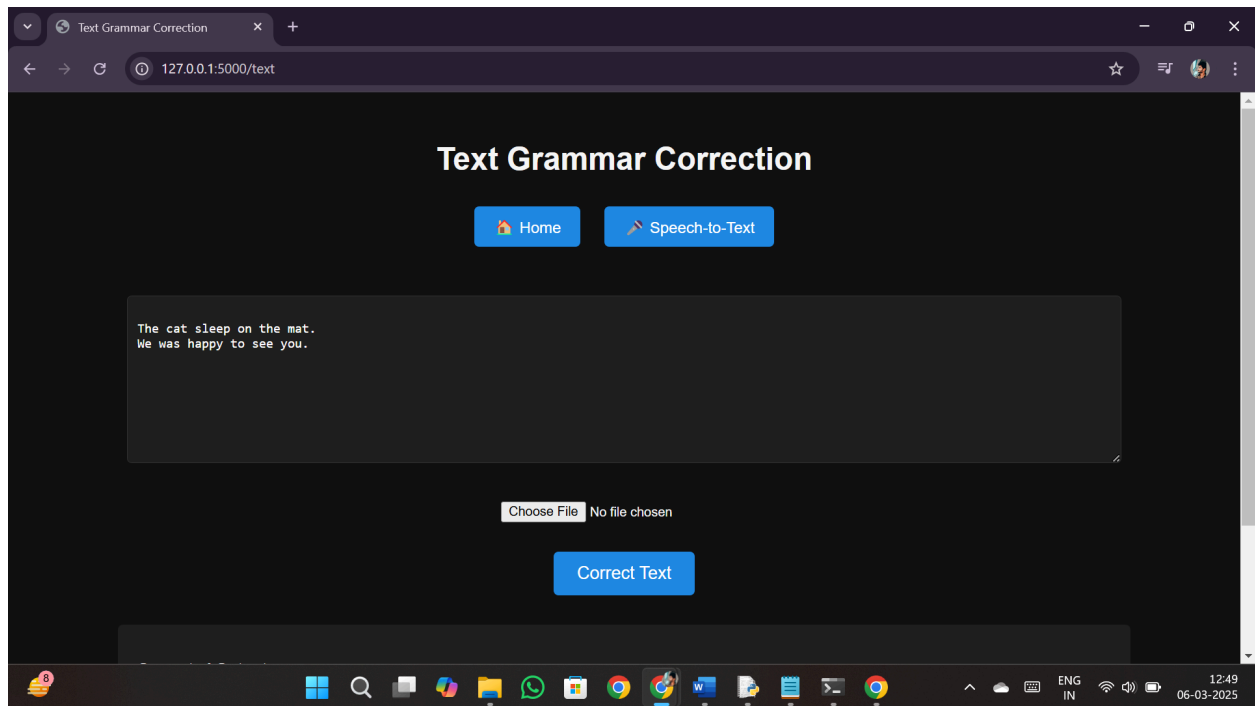 Text Grammar Correction
127.0.0.1:5000/text
Text Grammar Correction
Home
Speech-to-Text
The cat sleep on the mat.
We was happy to see you.
Choose File No file chosen
Correct Text
8
ENG
IN
12:49
06-03-2025